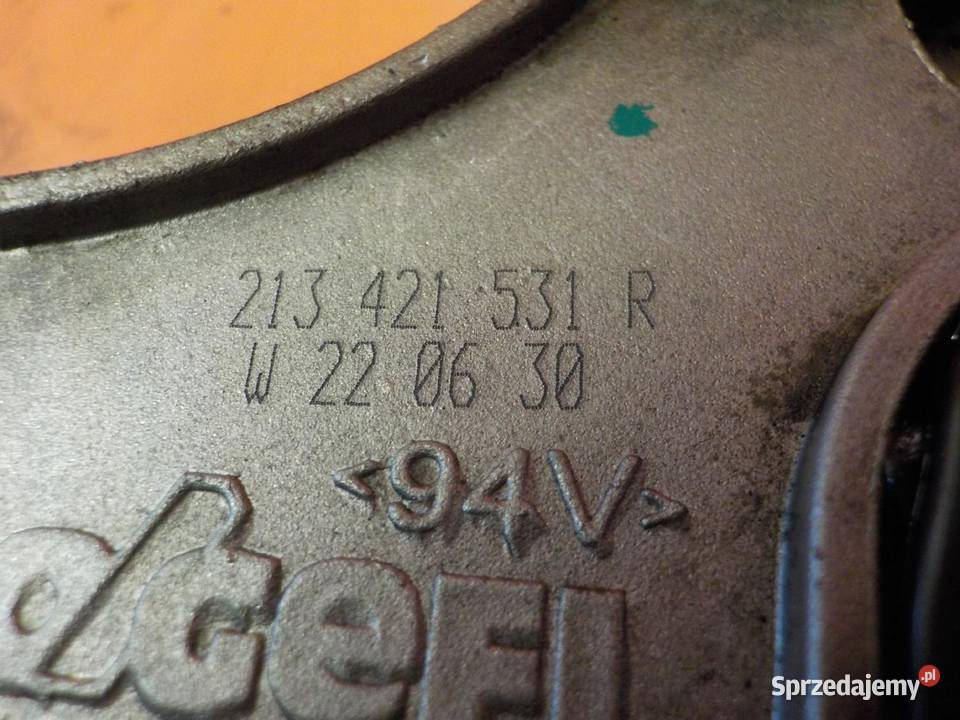 213 421 531 R
W 22 06 30
<94V>
Sprzedajemy.pl